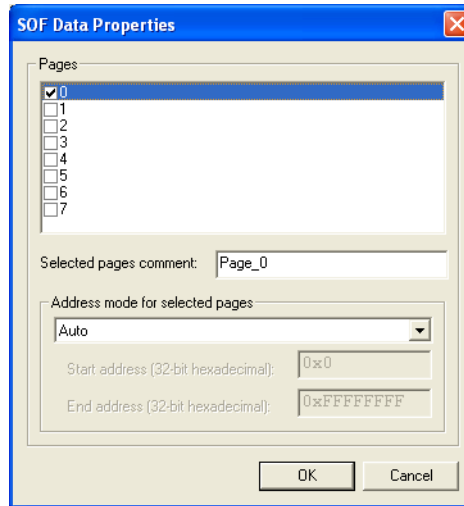 SOF Data Properties
Pages
0
1
2
3
4
5
6
7
Selected pages comment: Page_0
Address mode for selected pages
Auto
Start address (32-bit hexadecimal): 0x0
End address (32-bit hexadecimal): 0xFFFFFFFF
OK Cancel